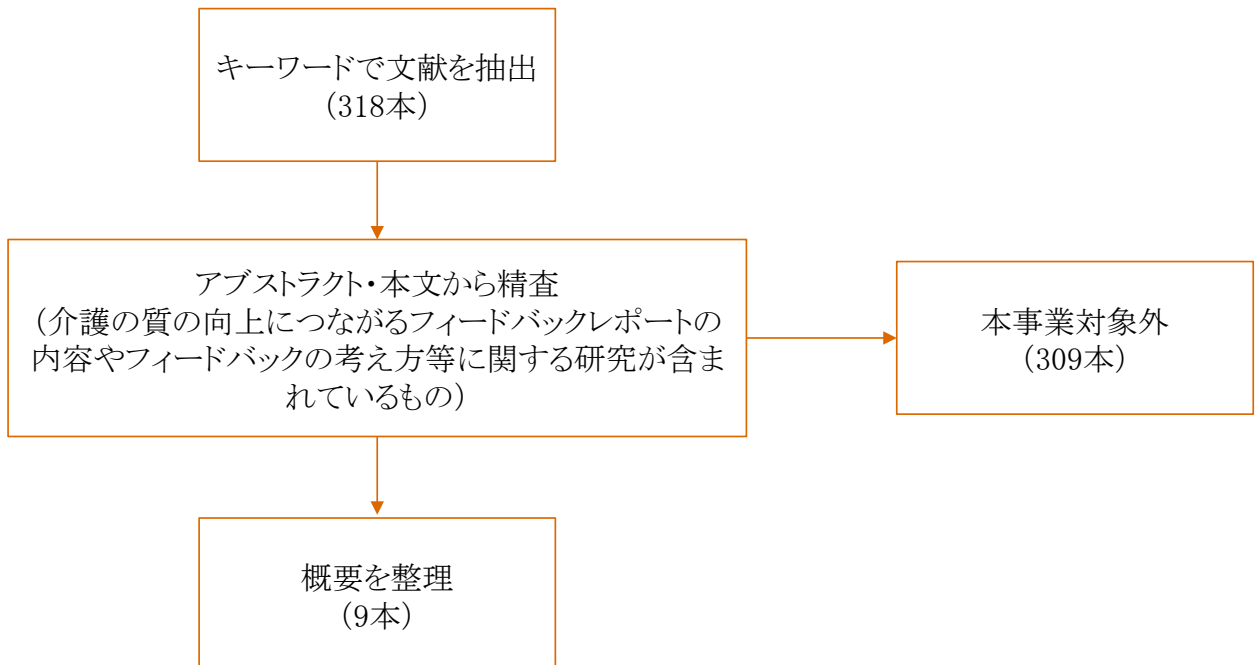 キーワードで文献を抽出
（318本）
アブストラクト・本文から精査
（介護の質の向上につながるフィードバックレポートの
内容やフィードバックの考え方等に関する研究が含ま
れているもの）
本事業対象外
（309本）
概要を整理
（9本）